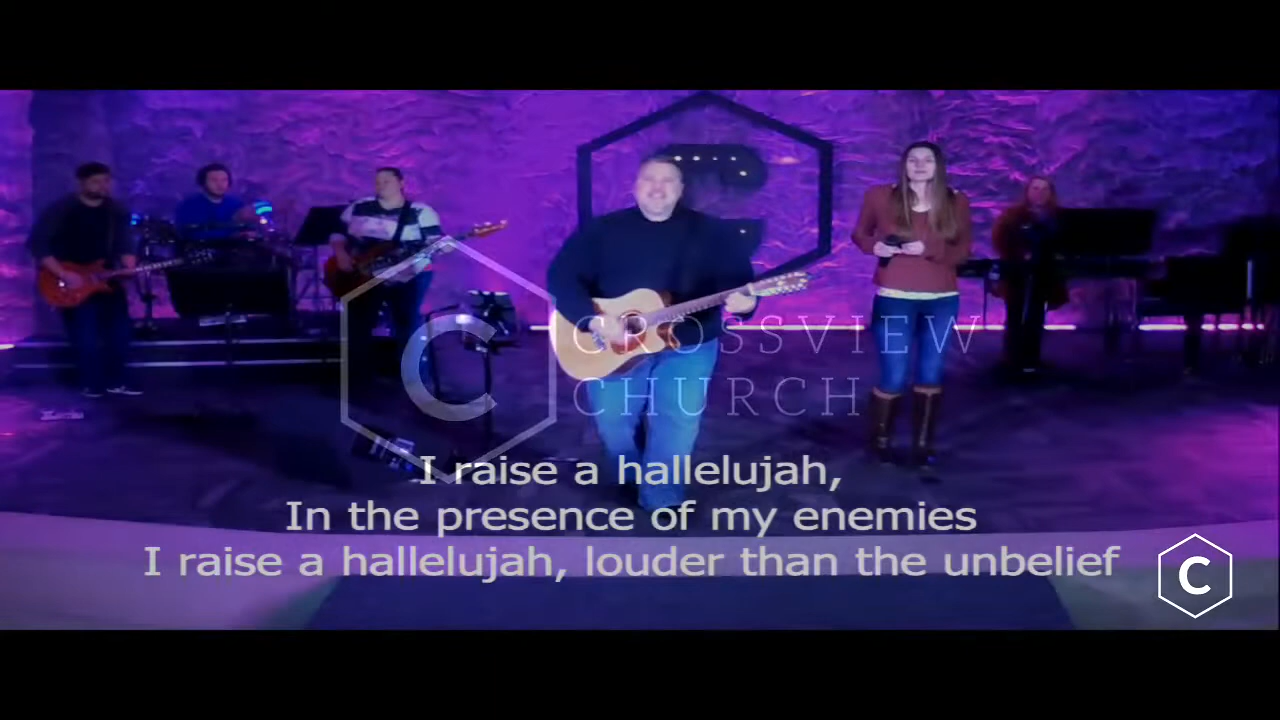 CROSSVIEW
CHURCH
I raise a hallelujah,
In the presence of my enemies
I raise a hallelujah, louder than the unbelief
C